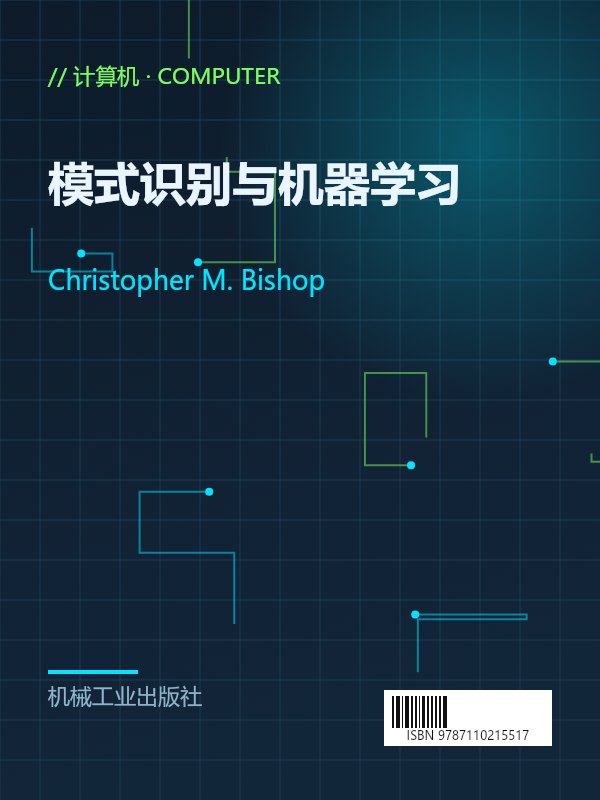 // 计算机 · COMPUTER
模式识别与机器学习
Christopher M. Bishop
机械工业出版社
ISBN 9787110215517